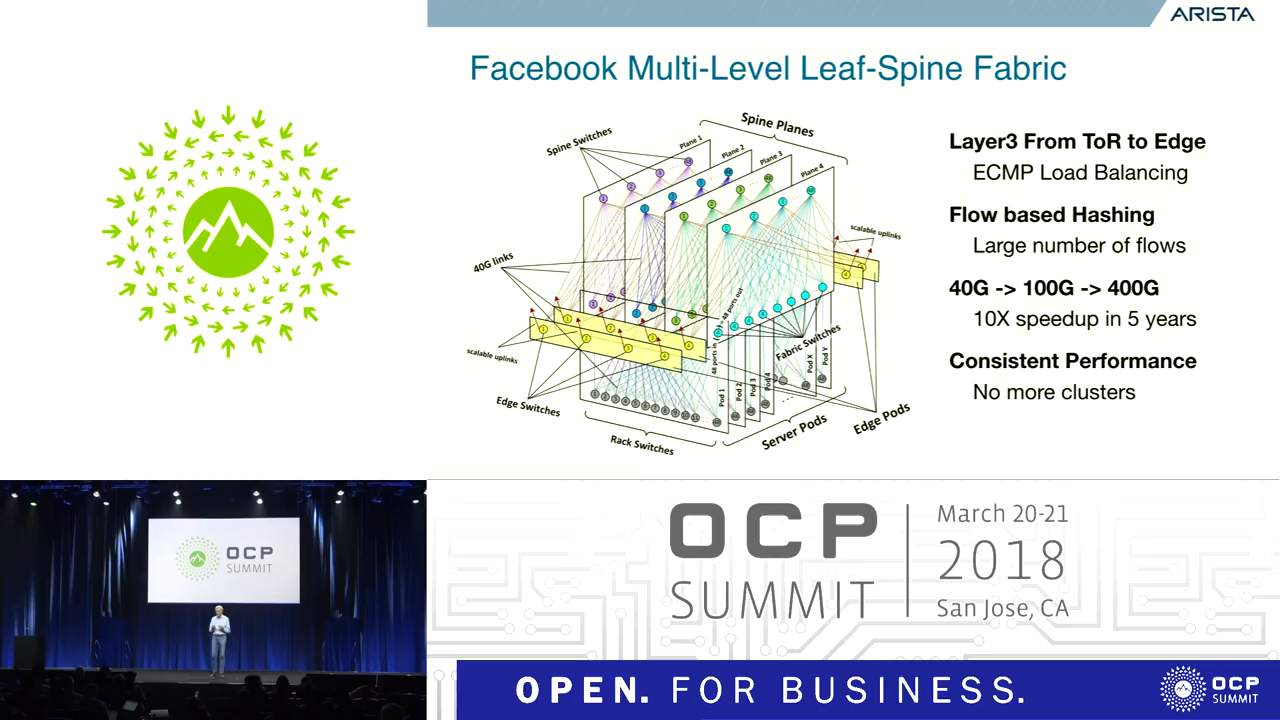 ARISTA
Facebook Multi-Level Leaf-Spine Fabric
Spine Planes
Spine Switches
Plane 1
Plane 2
Plane 3
Plane 4
scalable uplinks
40G links
scalable uplinks
Fabric Switches
Edge Switches
Rack Switches
Pod 1
Pod 2
Pod 3
Pod 4
Pod X
Pod Y
Server Pods
Edge Pods
Layer3 From ToR to Edge
ECMP Load Balancing
Flow based Hashing
Large number of flows
40G -> 100G -> 400G
10X speedup in 5 years
Consistent Performance
No more clusters
OCP
SUMMIT
OCP
SUMMIT
March 20-21
2018
San Jose, CA
OPEN. FOR BUSINESS.
OCP
SUMMIT